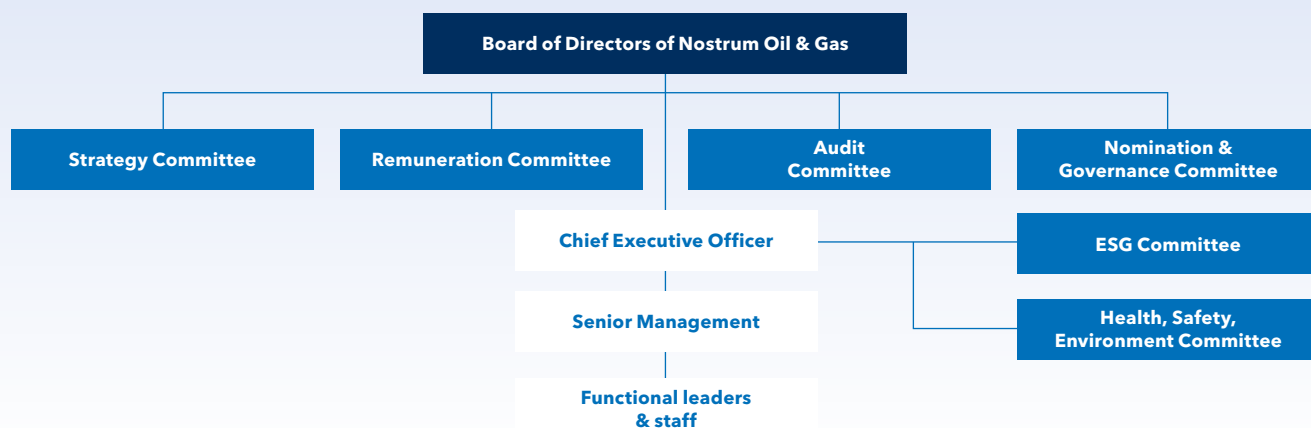 Board of Directors of Nostrum Oil & Gas
Strategy Committee
Remuneration Committee
Audit
Committee
Nomination &
Governance Committee
Chief Executive Officer
ESG Committee
Senior Management
Health, Safety,
Environment Committee
Functional leaders
& staff